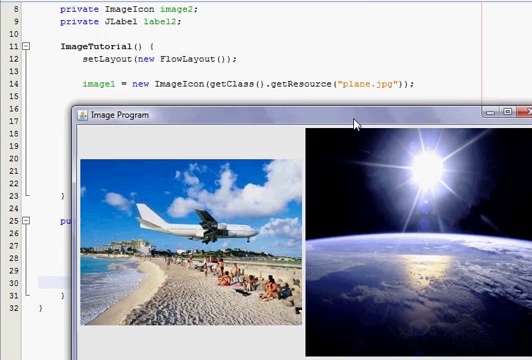 8 private ImageIcon image2;
9 private JLabel label2;
10
11 ImageTutorial() {
12 setLayout(new FlowLayout());
13
14 image1 = new ImageIcon(getClass().getResource("plane.jpg"));
15
16
Image Program
17
18
19
20
21
22
23 }
24
25 pu
26
27
28
29
30
31 }
32 }